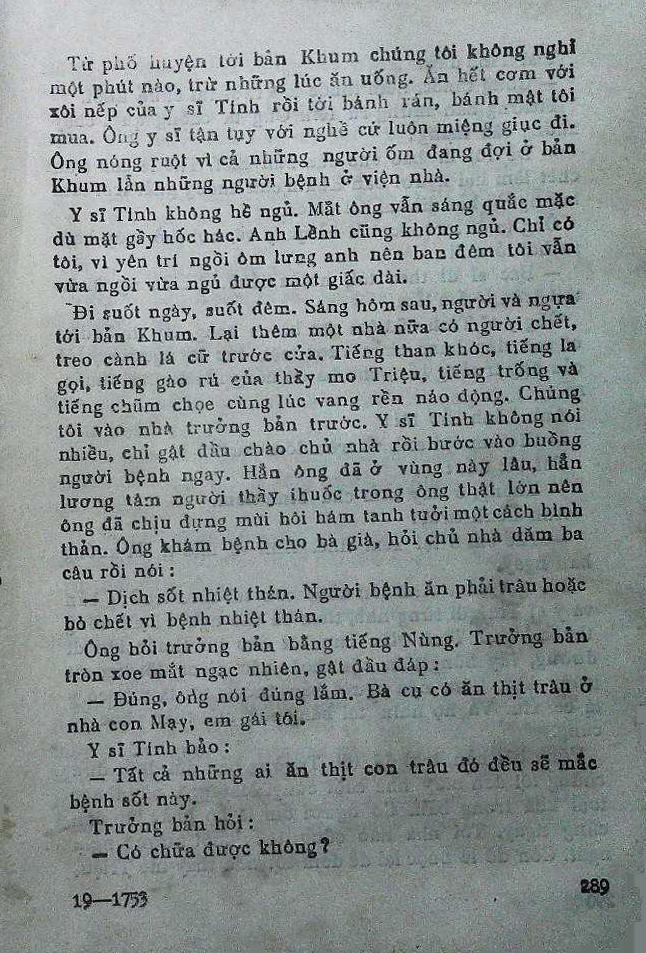 Từ phố huyện tới bản Khum chúng tôi không nghỉ
một phút nào, trừ những lúc ăn uống. Ăn hết cơm với
xôi nếp của y sĩ Tính rồi tới bánh rán, bánh mật tôi
mua. Ông y sĩ tận tụy với nghề cứ luôn miệng giục đi.
Ông nóng ruột vì cả những người ốm đang đợi ở bản
Khum lẫn những người bệnh ở viện nhà.
Y sĩ Tính không hề ngủ. Mắt ông vẫn sáng quắc mặc
dù mặt gầy hốc hác. Anh Lềnh cũng không ngủ. Chỉ có
tôi, vì yên trí ngồi ôm lưng anh nên ban đêm tôi vẫn
vừa ngồi vừa ngủ được một giấc dài.
Đi suốt ngày, suốt đêm. Sáng hôm sau, người và ngựa
tới bản Khum. Lại thêm một nhà nữa có người chết,
treo cành lá cữ trước cửa. Tiếng than khóc, tiếng la
gọi, tiếng gào rú của thầy mo Triệu, tiếng trống và
tiếng chũm chọe cùng lúc vang rền náo động. Chúng
tôi vào nhà trưởng bản trước. Y sĩ Tính không nói
nhiều, chỉ gật đầu chào chủ nhà rồi bước vào buồng
người bệnh ngay. Hẳn ông đã ở vùng này lâu, hẳn
lương tâm người thầy thuốc trong ông thật lớn nên
ông đã chịu đựng mùi hôi hám tanh tưởi một cách bình
thản. Ông khám bệnh cho bà già, hỏi chủ nhà dăm ba
câu rồi nói :
— Dịch sốt nhiệt thán. Người bệnh ăn phải trâu hoặc
bò chết vì bệnh nhiệt thán.
Ông hỏi trưởng bản bằng tiếng Nùng. Trưởng bản
tròn xoe mắt ngạc nhiên, gật đầu đáp :
— Đúng, ông nói đúng lắm. Bà cụ có ăn thịt trâu ở
nhà con Mạy, em gái tôi.
Y sĩ Tính bảo :
— Tất cả những ai ăn thịt con trâu đó đều sẽ mắc
bệnh sốt này.
Trưởng bản hỏi :
— Có chữa được không?
19—1753
289